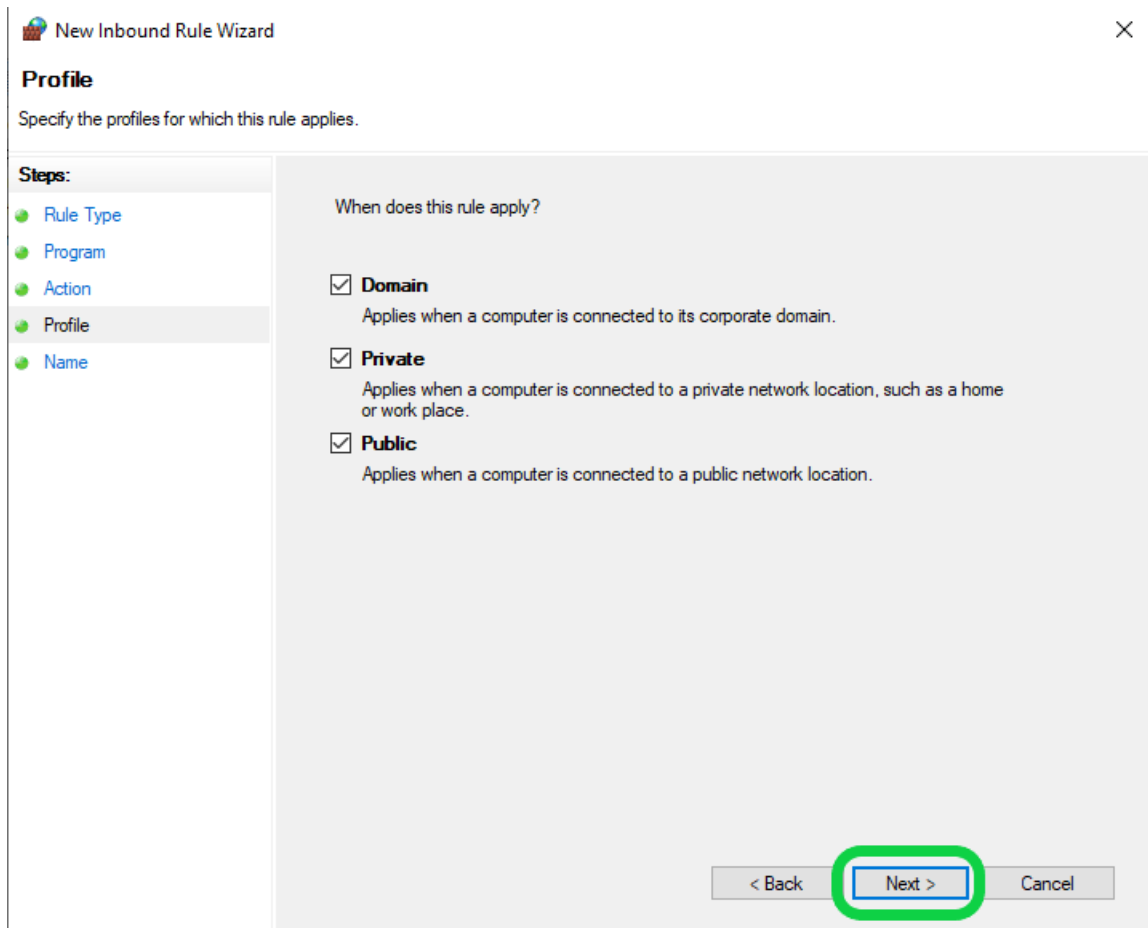 New Inbound Rule Wizard
Profile
Specify the profiles for which this rule applies.
Steps:
Rule Type
Program
Action
Profile
Name
When does this rule apply?
Domain
Applies when a computer is connected to its corporate domain.
Private
Applies when a computer is connected to a private network location, such as a home
or work place.
Public
Applies when a computer is connected to a public network location.
< Back
Next >
Cancel